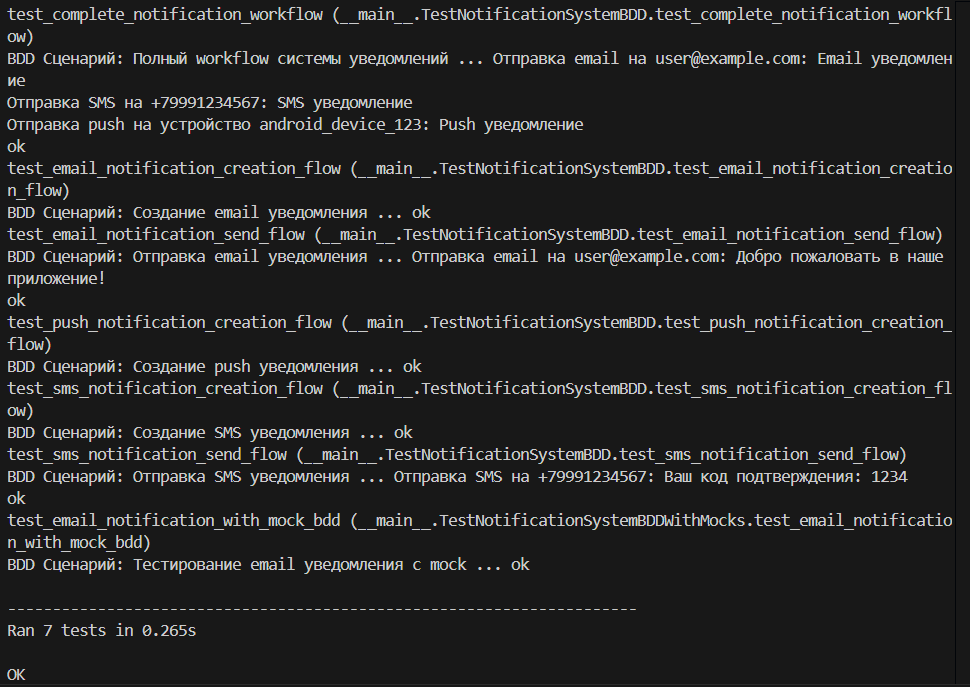 test_complete_notification_workflow (__main__.TestNotificationSystemBDD.test_complete_notification_workfl
ow)
BDD Сценарий: Полный workflow системы уведомлений ... Отправка email на user@example.com: Email уведомлен
ие
Отправка SMS на +79991234567: SMS уведомление
Отправка push на устройство android_device_123: Push уведомление
ok
test_email_notification_creation_flow (__main__.TestNotificationSystemBDD.test_email_notification_creatio
n_flow)
BDD Сценарий: Создание email уведомления ... ok
test_email_notification_send_flow (__main__.TestNotificationSystemBDD.test_email_notification_send_flow)
BDD Сценарий: Отправка email уведомления ... Отправка email на user@example.com: Добро пожаловать в наше
приложение!
ok
test_push_notification_creation_flow (__main__.TestNotificationSystemBDD.test_push_notification_creation_
flow)
BDD Сценарий: Создание push уведомления ... ok
test_sms_notification_creation_flow (__main__.TestNotificationSystemBDD.test_sms_notification_creation_fl
ow)
BDD Сценарий: Создание SMS уведомления ... ok
test_sms_notification_send_flow (__main__.TestNotificationSystemBDD.test_sms_notification_send_flow)
BDD Сценарий: Отправка SMS уведомления ... Отправка SMS на +79991234567: Ваш код подтверждения: 1234
ok
test_email_notification_with_mock_bdd (__main__.TestNotificationSystemBDDWithMocks.test_email_notificatio
n_with_mock_bdd)
BDD Сценарий: Тестирование email уведомления с mock ... ok

----------------------------------------------------------------------
Ran 7 tests in 0.265s

OK